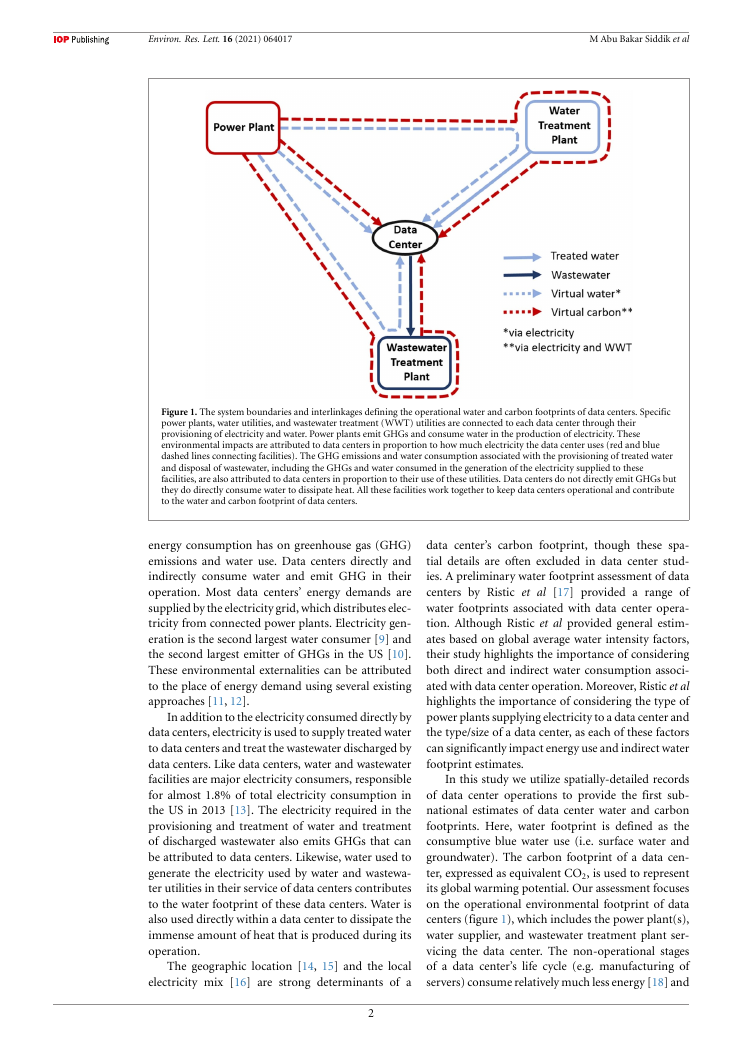 IOP Publishing
Environ. Res. Lett. 16 (2021) 064017
M Abu Bakar Siddik et al
Power Plant
Water
Treatment
Plant
Data
Center
Wastewater
Treatment
Plant
Treated water
Wastewater
Virtual water*
Virtual carbon**
*via electricity
**via electricity and WWT
Figure 1. The system boundaries and interlinkages defining the operational water and carbon footprints of data centers. Specific
power plants, water utilities, and wastewater treatment (WWT) utilities are connected to each data center through their
provisioning of electricity and water. Power plants emit GHGs and consume water in the production of electricity. These
environmental impacts are attributed to data centers in proportion to how much electricity the data center uses (red and blue
dashed lines connecting facilities). The GHG emissions and water consumption associated with the provisioning of treated water
and disposal of wastewater, including the GHGs and water consumed in the generation of the electricity supplied to these
facilities, are also attributed to data centers in proportion to their use of these utilities. Data centers do not directly emit GHGs but
they do directly consume water to dissipate heat. All these facilities work together to keep data centers operational and contribute
to the water and carbon footprint of data centers.
energy consumption has on greenhouse gas (GHG)
emissions and water use. Data centers directly and
indirectly consume water and emit GHG in their
operation. Most data centers' energy demands are
supplied by the electricity grid, which distributes elec-
tricity from connected power plants. Electricity gen-
eration is the second largest water consumer [9] and
the second largest emitter of GHGs in the US [10].
These environmental externalities can be attributed
to the place of energy demand using several existing
approaches [11, 12].
In addition to the electricity consumed directly by
data centers, electricity is used to supply treated water
to data centers and treat the wastewater discharged by
data centers. Like data centers, water and wastewater
facilities are major electricity consumers, responsible
for almost 1.8% of total electricity consumption in
the US in 2013 [13]. The electricity required in the
provisioning and treatment of water and treatment
of discharged wastewater also emits GHGs that can
be attributed to data centers. Likewise, water used to
generate the electricity used by water and wastewa-
ter utilities in their service of data centers contributes
to the water footprint of these data centers. Water is
also used directly within a data center to dissipate the
immense amount of heat that is produced during its
operation.
The geographic location [14, 15] and the local
electricity mix [16] are strong determinants of a
data center's carbon footprint, though these spa-
tial details are often excluded in data center stud-
ies. A preliminary water footprint assessment of data
centers by Ristic et al [17] provided a range of
water footprints associated with data center opera-
tion. Although Ristic et al provided general estim-
ates based on global average water intensity factors,
their study highlights the importance of considering
both direct and indirect water consumption associ-
ated with data center operation. Moreover, Ristic et al
highlights the importance of considering the type of
power plants supplying electricity to a data center and
the type/size of a data center, as each of these factors
can significantly impact energy use and indirect water
footprint estimates.
In this study we utilize spatially-detailed records
of data center operations to provide the first sub-
national estimates of data center water and carbon
footprints. Here, water footprint is defined as the
consumptive blue water use (i.e. surface water and
groundwater). The carbon footprint of a data cen-
ter, expressed as equivalent CO2, is used to represent
its global warming potential. Our assessment focuses
on the operational environmental footprint of data
centers (figure 1), which includes the power plant(s),
water supplier, and wastewater treatment plant ser-
vicing the data center. The non-operational stages
of a data center's life cycle (e.g. manufacturing of
servers) consume relatively much less energy [18] and
2